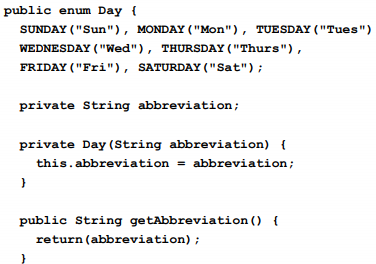 public enum Day {
SUNDAY("Sun"), MONDAY("Mon"), TUESDAY("Tues")
WEDNESDAY("Wed"), THURSDAY("Thurs"),
FRIDAY("Fri"), SATURDAY("Sat");
private String abbreviation;
private Day(String abbreviation) {
this.abbreviation = abbreviation;
}
public String getAbbreviation() {
return(abbreviation);
}